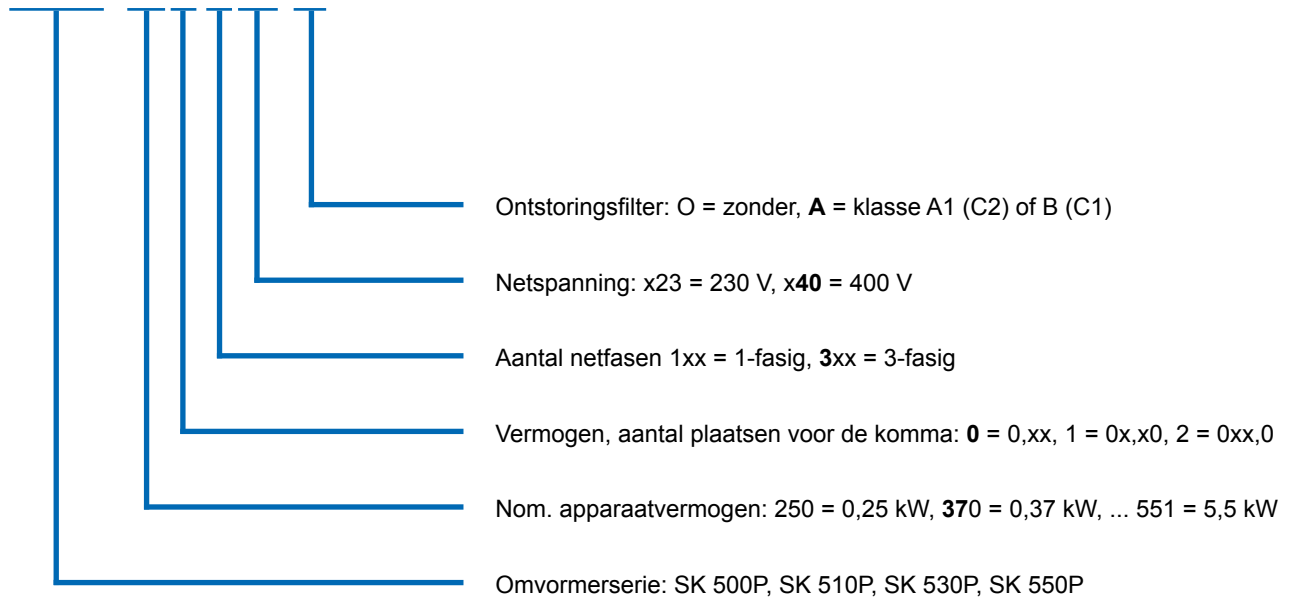 Ontstoringsfilter: O = zonder, A = klasse A1 (C2) of B (C1)
Netspanning: x23 = 230 V, x40 = 400 V
Aantal netfasen 1xx = 1-fasig, 3xx = 3-fasig
Vermogen, aantal plaatsen voor de komma: 0 = 0,xx, 1 = 0x,x0, 2 = 0xx,0
Nom. apparaatvermogen: 250 = 0,25 kW, 370 = 0,37 kW, ... 551 = 5,5 kW
Omvormerserie: SK 500P, SK 510P, SK 530P, SK 550P